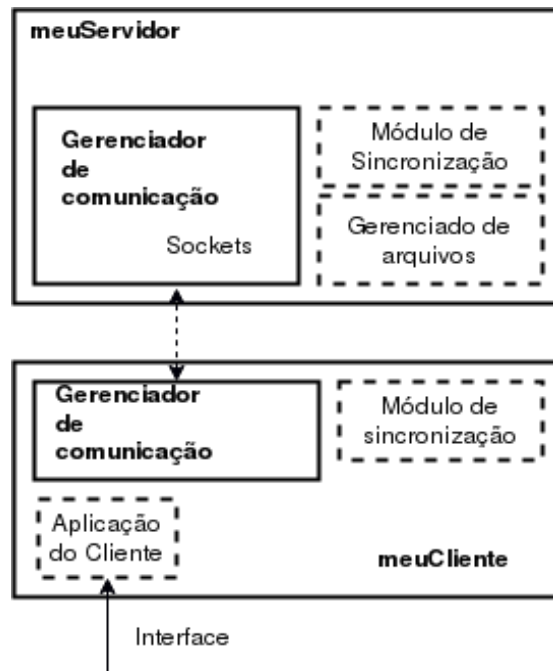 meuServidor
Gerenciador
de
comunicação
Sockets
Módulo de
Sincronização
Gerenciado de
arquivos
Gerenciador
de
comunicação
Módulo de
sincronização
Aplicação
do Cliente
meuCliente
Interface